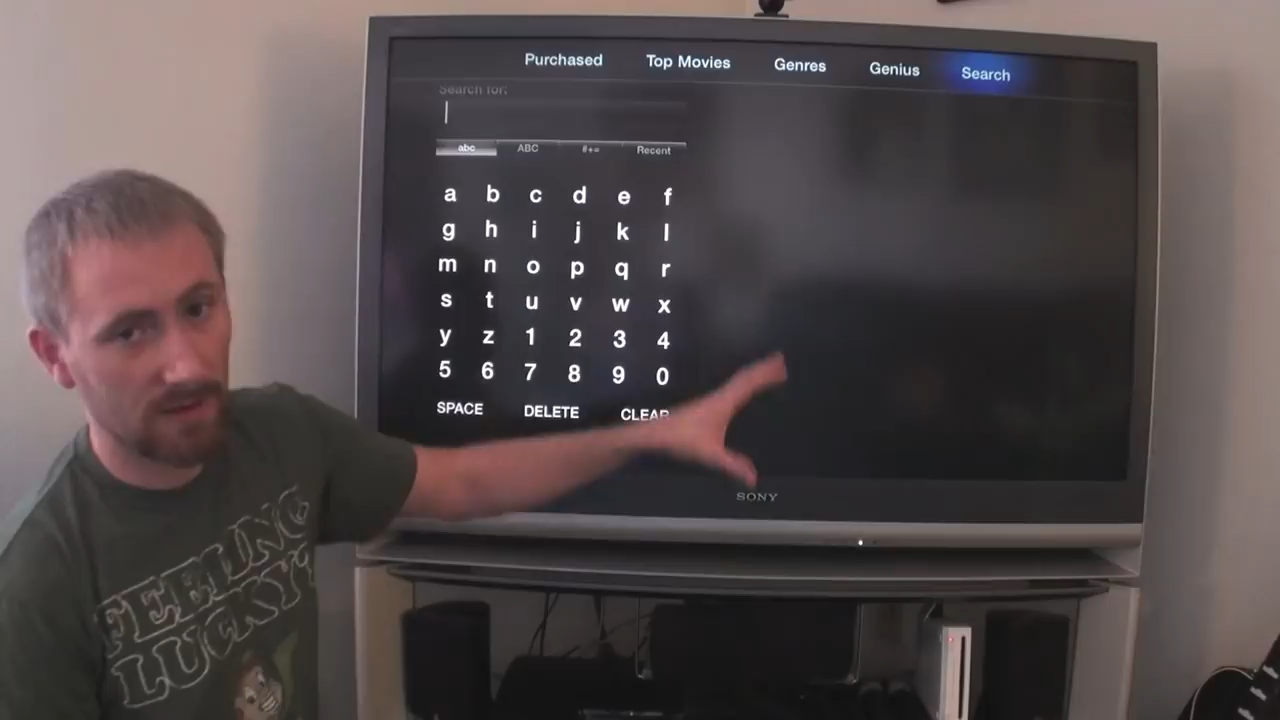 Purchased Top Movies Genres Genius Search
Search for:
abc ABC #+= Recent
a b c d e f
g h i j k l
m n o p q r
s t u v w x
y z 1 2 3 4
5 6 7 8 9 0
SPACE DELETE CLEAR
SONY
FEELING
LUCKY?